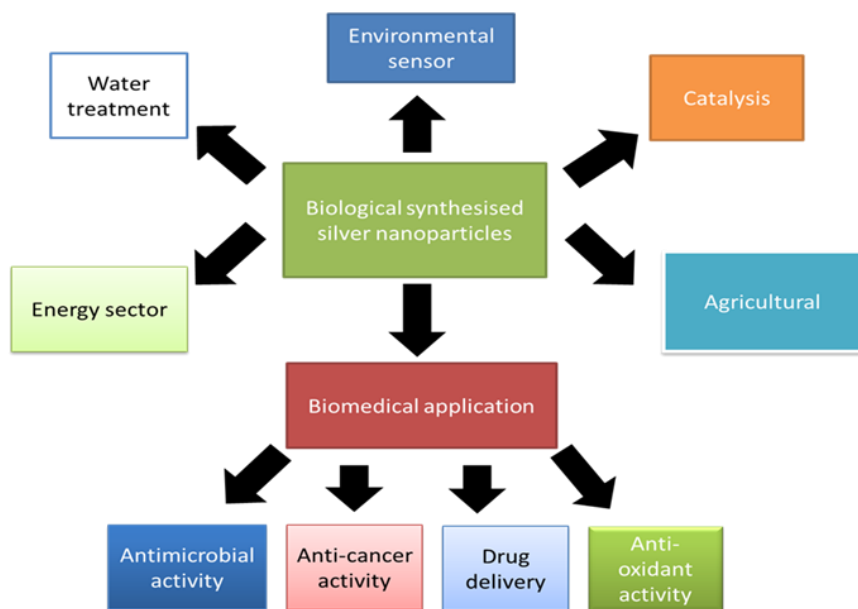 Environmental
sensor
Water
treatment
Catalysis
Biological synthesised
silver nanoparticles
Energy sector
Agricultural
Biomedical application
Antimicrobial
activity
Anti-cancer
activity
Drug
delivery
Anti-
oxidant
activity